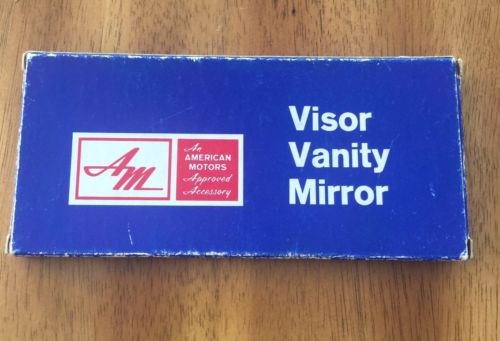 AM
An
AMERICAN
MOTORS
Approved
Accessory
Visor
Vanity
Mirror